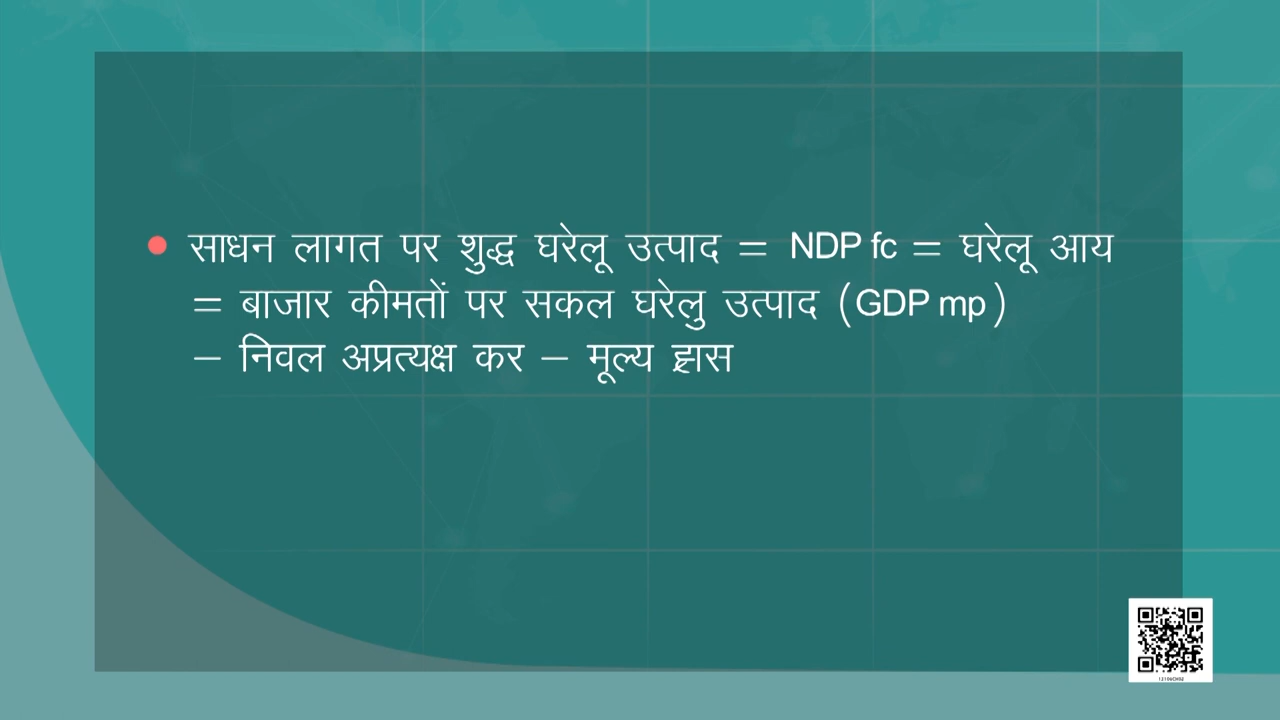 साधन लागत पर शुद्ध घरेलू उत्पाद = NDP fc = घरेलू आय
= बाजार कीमतों पर सकल घरेलु उत्पाद (GDP mp)
– निवल अप्रत्यक्ष कर – मूल्य ह्रास